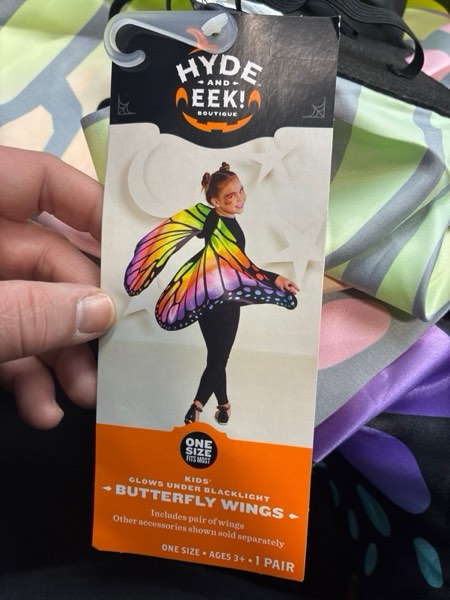 HYDE
AND
EEK!
BOUTIQUE
ONE
SIZE
FITS MOST
KIDS'
GLOWS UNDER BLACKLIGHT
BUTTERFLY WINGS
Includes pair of wings
Other accessories shown sold separately
ONE SIZE • AGES 3+ • 1 PAIR